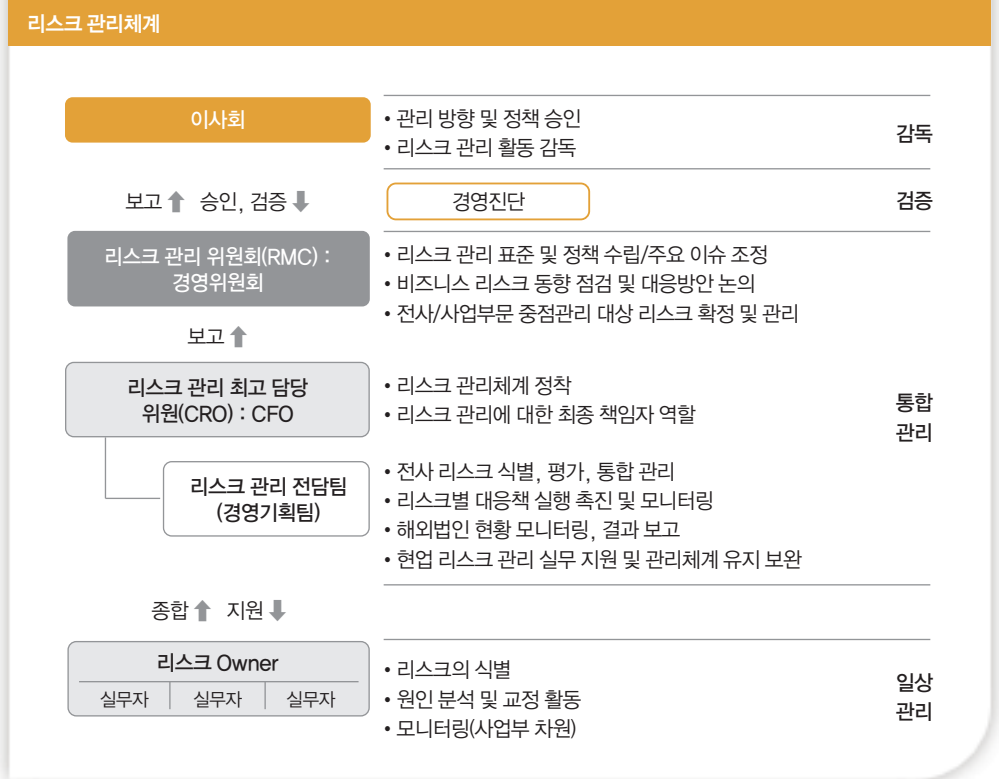 리스크 관리체계
이사회
• 관리 방향 및 정책 승인
• 리스크 관리 활동 감독
감독
보고 승인, 검증
경영진단
검증
리스크 관리 위원회(RMC) :
경영위원회
• 리스크 관리 표준 및 정책 수립/주요 이슈 조정
• 비즈니스 리스크 동향 점검 및 대응방안 논의
• 전사/사업부문 중점관리 대상 리스크 확정 및 관리
보고
리스크 관리 최고 담당
위원(CRO) : CFO
• 리스크 관리체계 정착
• 리스크 관리에 대한 최종 책임자 역할
통합
관리
리스크 관리 전담팀
(경영기획팀)
• 전사 리스크 식별, 평가, 통합 관리
• 리스크별 대응책 실행 촉진 및 모니터링
• 해외법인 현황 모니터링, 결과 보고
• 현업 리스크 관리 실무 지원 및 관리체계 유지 보완
종합 지원
리스크 Owner
실무자 실무자 실무자
• 리스크의 식별
• 원인 분석 및 교정 활동
• 모니터링(사업부 차원)
일상
관리